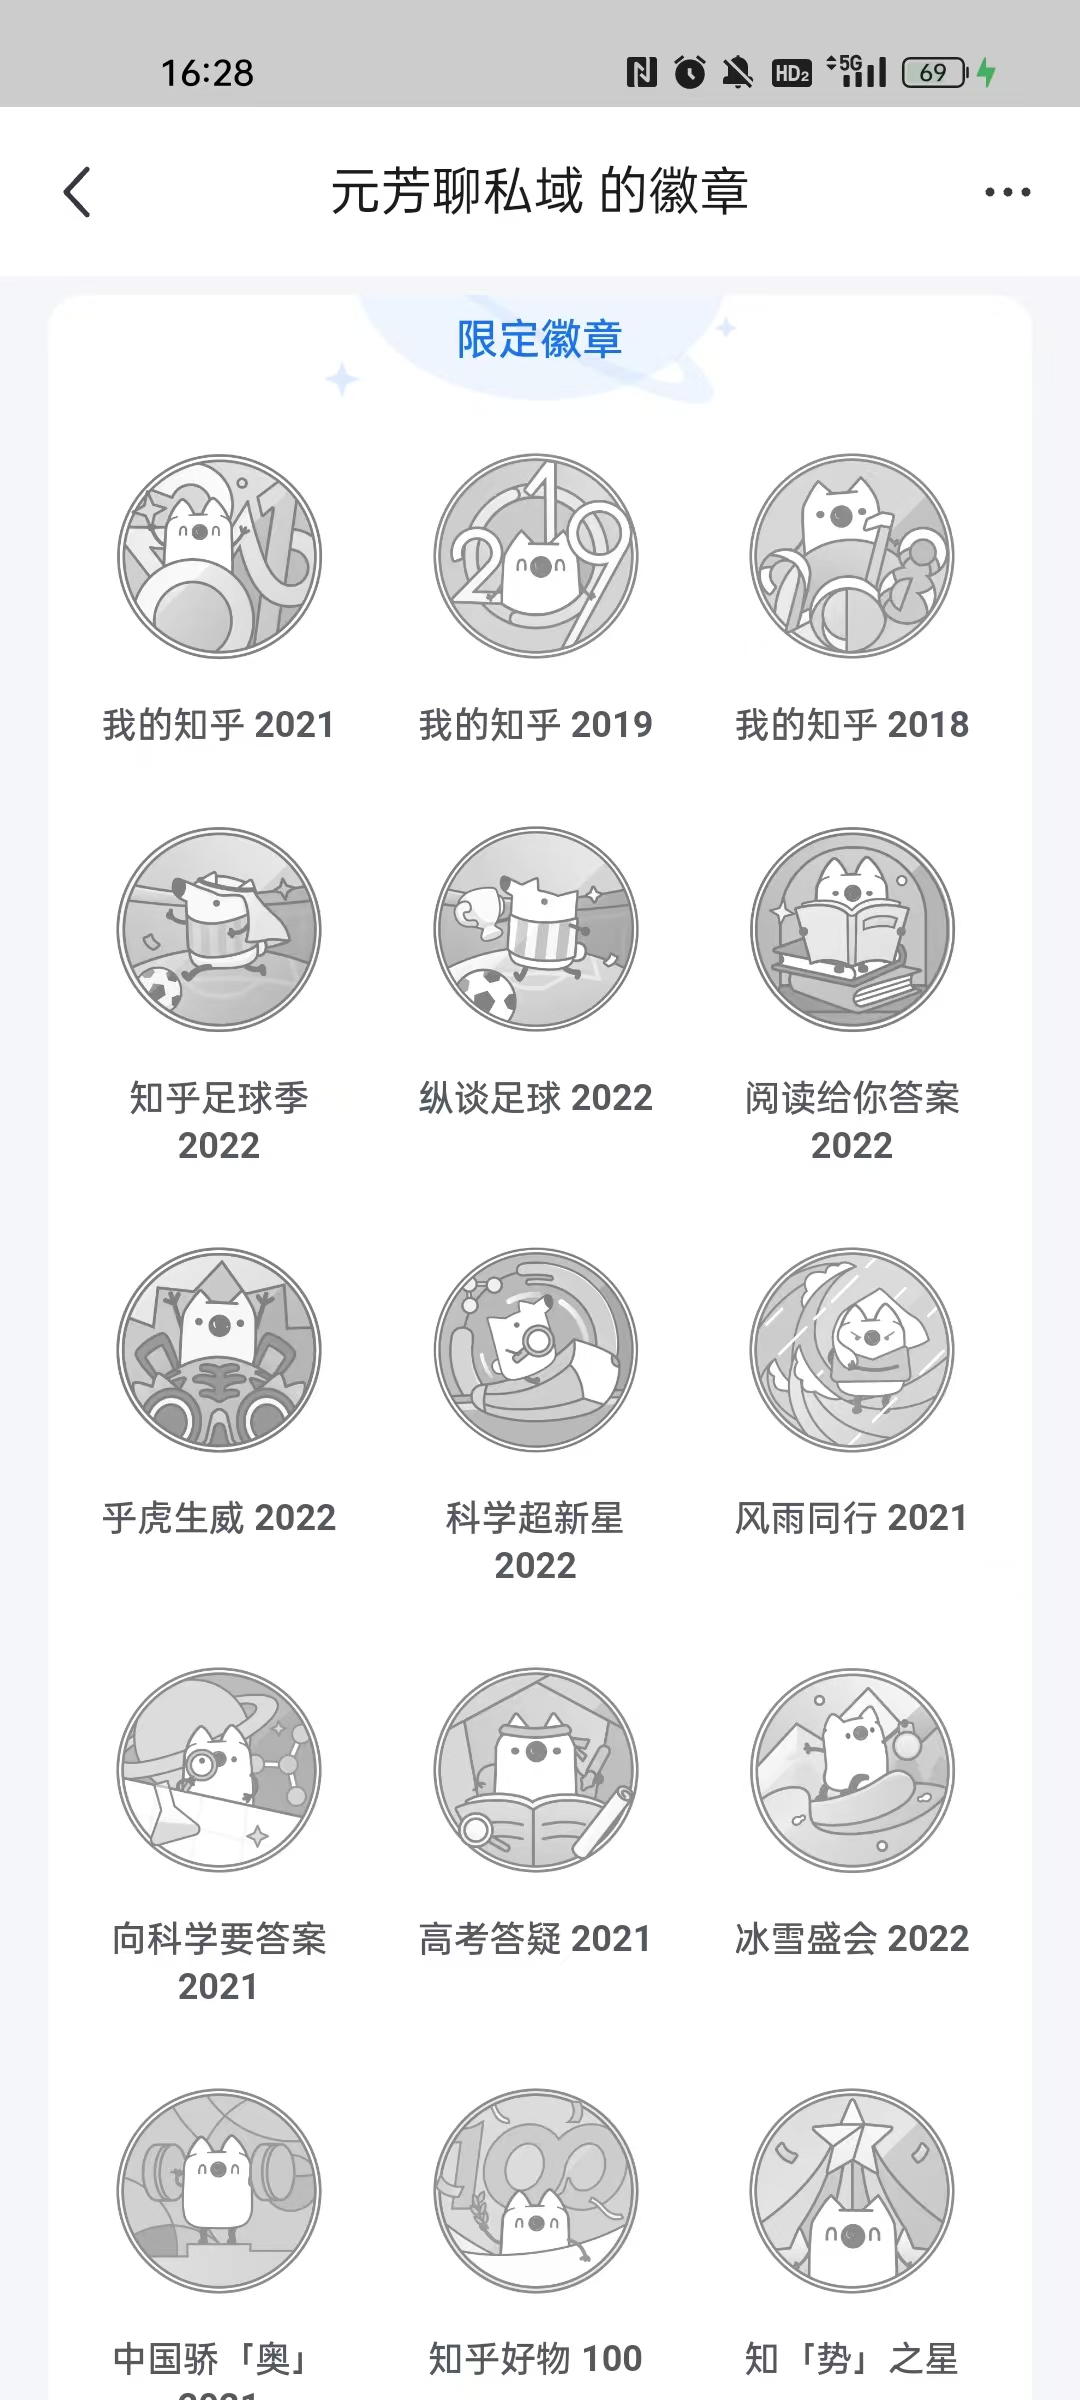 16:28
HD2 5G 69
元芳聊私域 的徽章
限定徽章
我的知乎 2021 我的知乎 2019 我的知乎 2018
知乎足球季 纵谈足球 2022 阅读给你答案
2022 2022
乎虎生威 2022 科学超新星 风雨同行 2021
2022
向科学要答案 高考答疑 2021 冰雪盛会 2022
2021
中国骄「奥」 知乎好物 100 知「势」之星
2021